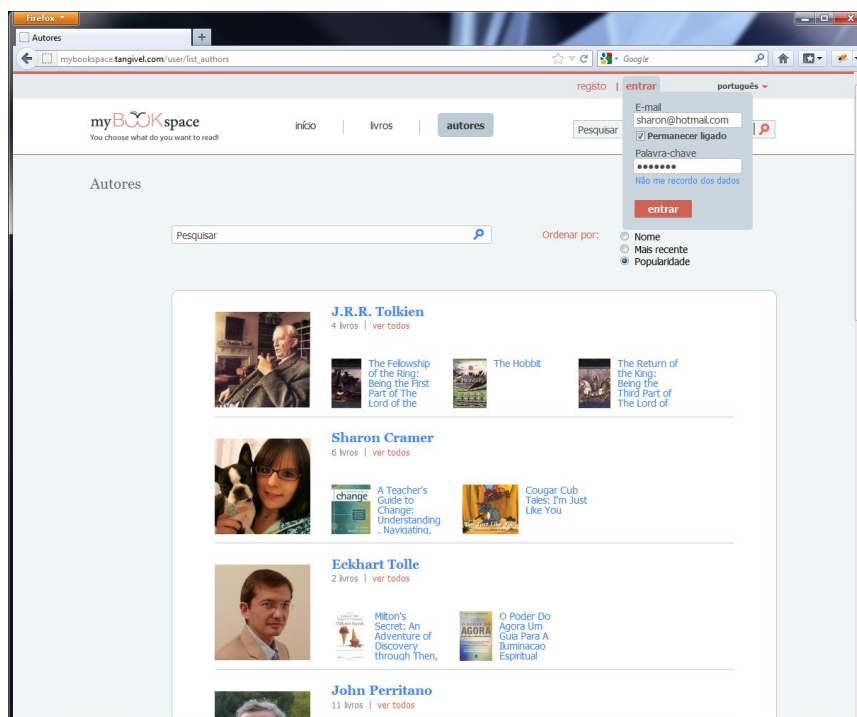 Firefox
Autores
mybookspace.tangivel.com/user/list_authors
Google
registo | entrar
português
myBOOKspace
You choose what do you want to read!
início
livros
autores
Pesquisar
E-mail
sharon@hotmail.com
Permanecer ligado
Palavra-chave
•••••••
Não me recordo dos dados
entrar
Autores
Pesquisar
Ordenar por:
Nome
Mais recente
Popularidade
J.R.R. Tolkien
4 livros | ver todos
The Fellowship
of the Ring:
Being the First
Part of The
Lord of the
The Hobbit
The Return of
the King:
Being the
Third Part of
The Lord of
Sharon Cramer
6 livros | ver todos
change
A Teacher's
Guide to
Change:
Understanding
, Navigating,
Cougar Cub
Tales: I'm Just
Like You
Eckhart Tolle
2 livros | ver todos
Milton's
Secret: An
Adventure of
Discovery
through Then,
AGORA
O Poder Do
Agora Um
Guia Para A
Iluminacao
Espiritual
John Perritano
11 livros | ver todos